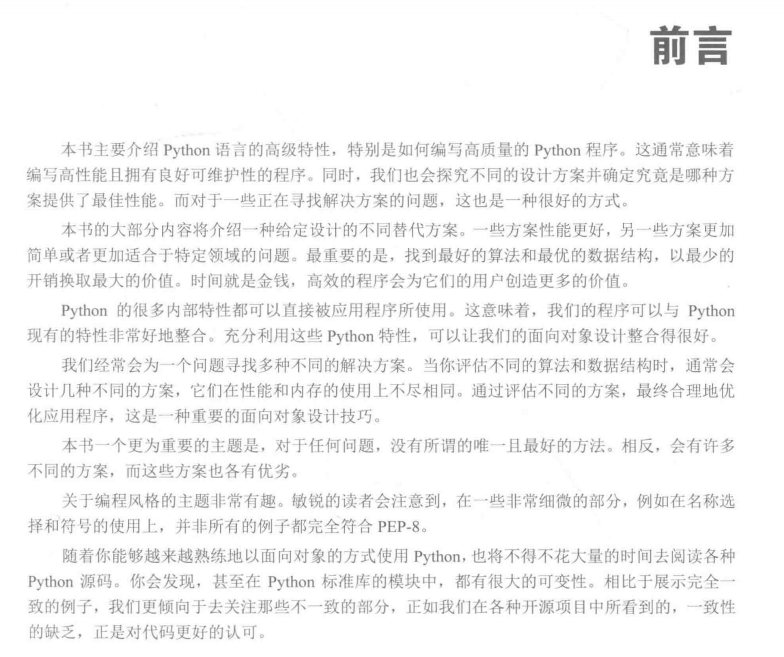 前言
本书主要介绍 Python 语言的高级特性，特别是如何编写高质量的 Python 程序。这通常意味着
编写高性能且拥有良好可维护性的程序。同时，我们也会探究不同的设计方案并确定究竟是哪种方
案提供了最佳性能。而对于一些正在寻找解决方案的问题，这也是一种很好的方式。
本书的大部分内容将介绍一种给定设计的不同替代方案。一些方案性能更好，另一些方案更加
简单或者更加适合于特定领域的问题。最重要的是，找到最好的算法和最优的数据结构，以最少的
开销换取最大的价值。时间就是金钱，高效的程序会为它们的用户创造更多的价值。
Python 的很多内部特性都可以直接被应用程序所使用。这意味着，我们的程序可以与 Python
现有的特性非常好地整合。充分利用这些 Python 特性，可以让我们的面向对象设计整合得很好。
我们经常会为一个问题寻找多种不同的解决方案。当你评估不同的算法和数据结构时，通常会
设计几种不同的方案，它们在性能和内存的使用上不尽相同。通过评估不同的方案，最终合理地优
化应用程序，这是一种重要的面向对象设计技巧。
本书一个更为重要的主题是，对于任何问题，没有所谓的唯一且最好的方法。相反，会有许多
不同的方案，而这些方案也各有优劣。
关于编程风格的主题非常有趣。敏锐的读者会注意到，在一些非常细微的部分，例如在名称选
择和符号的使用上，并非所有的例子都完全符合 PEP-8。
随着你能够越来越熟练地以面向对象的方式使用 Python，也将不得不花大量的时间去阅读各种
Python 源码。你会发现，甚至在 Python 标准库的模块中，都有很大的可变性。相比于展示完全一
致的例子，我们更倾向于去关注那些不一致的部分，正如我们在各种开源项目中所看到的，一致性
的缺乏，正是对代码更好的认可。